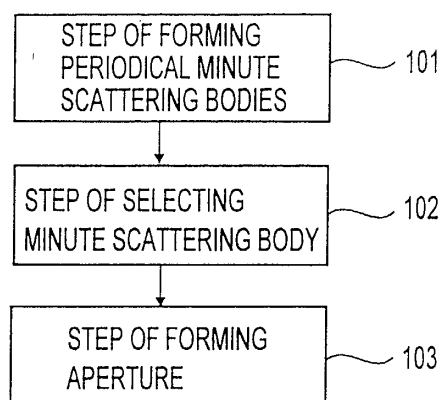 STEP OF FORMING
PERIODICAL MINUTE
SCATTERING BODIES
101
STEP OF SELECTING
MINUTE SCATTERING BODY
102
STEP OF FORMING
APERTURE
103